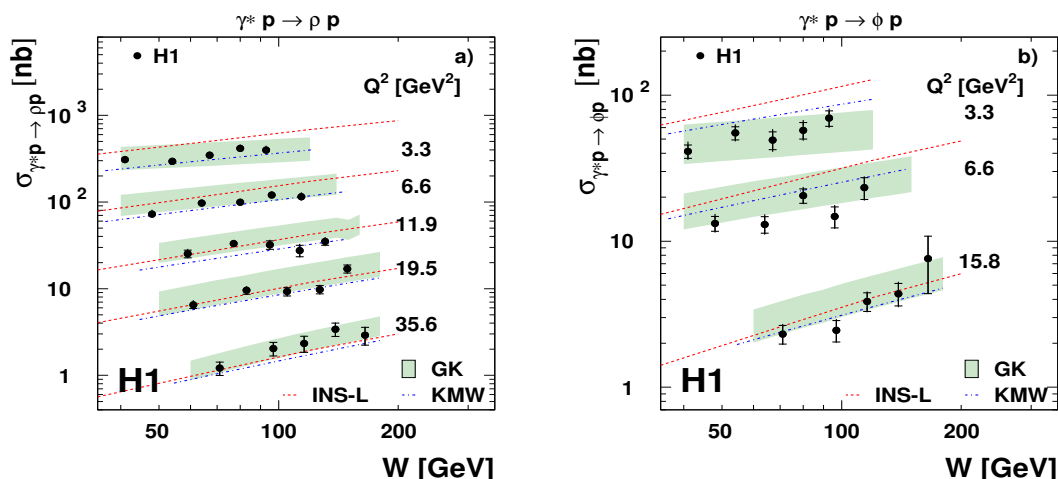 γ* p → ρ p
σγ*p → ρp [nb]
H1
a)
Q² [GeV²]
3.3
6.6
11.9
19.5
35.6
10³
10²
10
1
H1
GK
INS-L
KMW
50
100
200
W [GeV]
γ* p → ϕ p
σγ*p → ϕp [nb]
H1
b)
Q² [GeV²]
3.3
6.6
15.8
10²
10
1
H1
GK
INS-L
KMW
50
100
200
W [GeV]